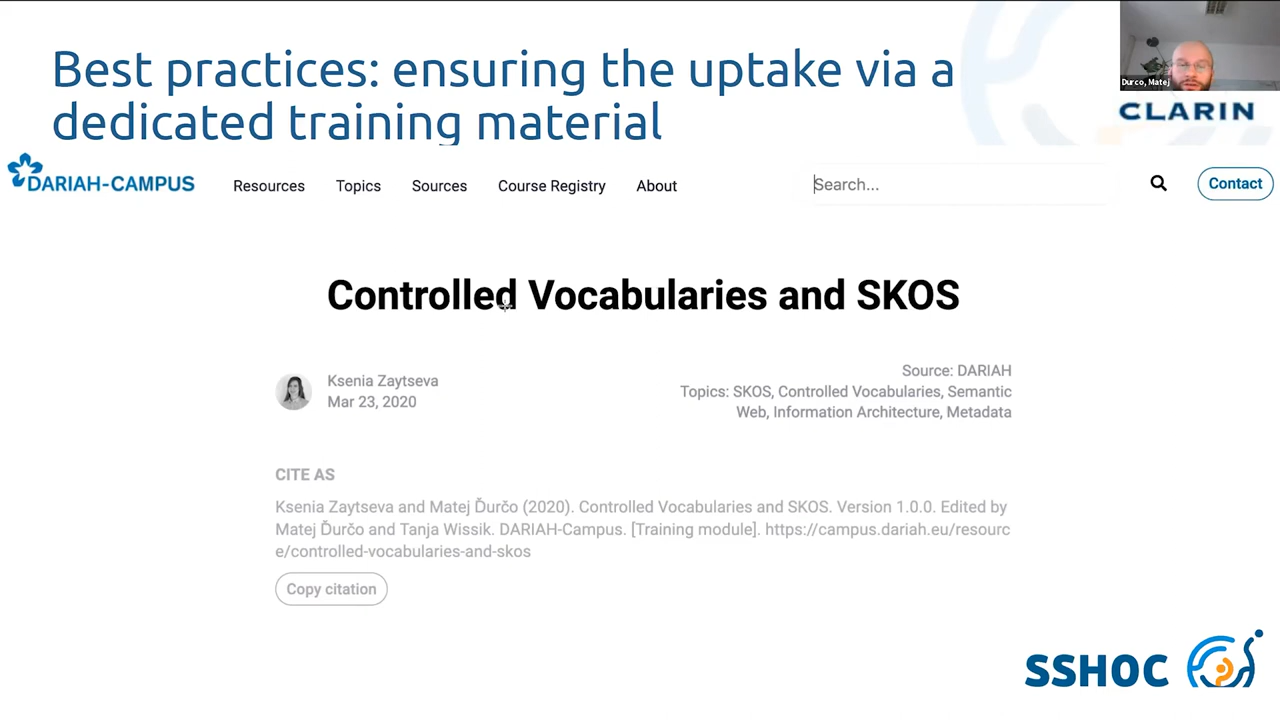 Best practices: ensuring the uptake via a
dedicated training material
Durco, Matej
CLARIN
DARIAH-CAMPUS
Resources
Topics
Sources
Course Registry
About
Search...
Contact
Controlled Vocabularies and SKOS
Ksenia Zaytseva
Mar 23, 2020
Source: DARIAH
Topics: SKOS, Controlled Vocabularies, Semantic
Web, Information Architecture, Metadata
CITE AS
Ksenia Zaytseva and Matej Ďurčo (2020). Controlled Vocabularies and SKOS. Version 1.0.0. Edited by
Matej Ďurčo and Tanja Wissik. DARIAH-Campus. [Training module]. https://campus.dariah.eu/resourc
e/controlled-vocabularies-and-skos
Copy citation
SSHOC